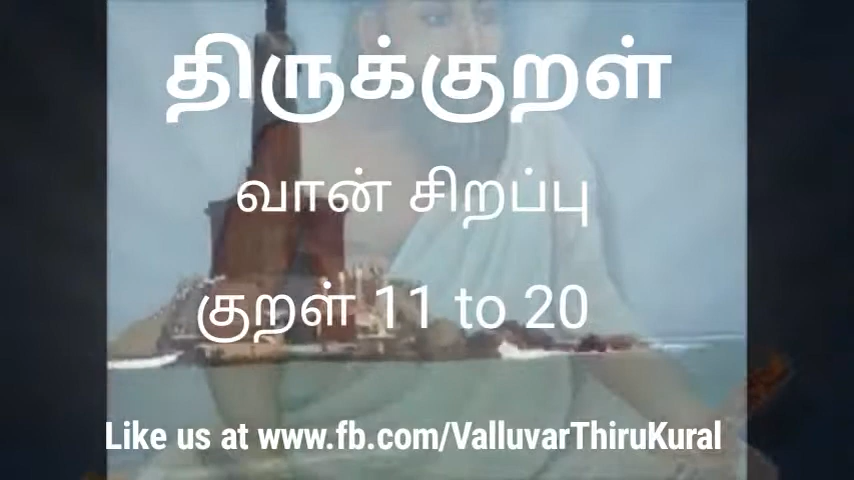 திருக்குறள்
வான் சிறப்பு
குறள் 11 to 20
Like us at www.fb.com/ValluvarThiruKural